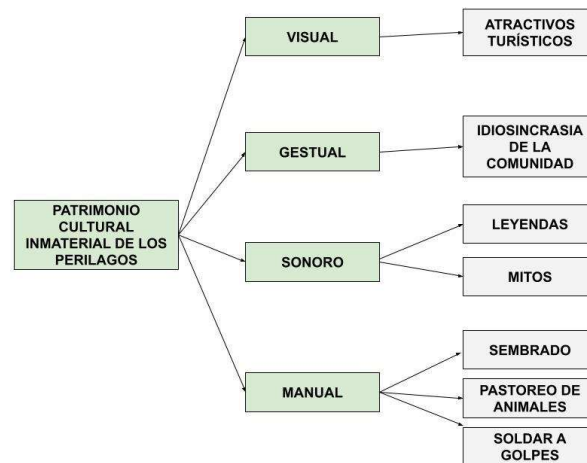 PATRIMONIO
CULTURAL
INMATERIAL DE LOS
PERILAGOS
VISUAL
ATRACTIVOS
TURÍSTICOS
GESTUAL
IDIOSINCRASIA
DE LA
COMUNIDAD
SONORO
LEYENDAS
MITOS
MANUAL
SEMBRADO
PASTOREO DE
ANIMALES
SOLDAR A
GOLPES